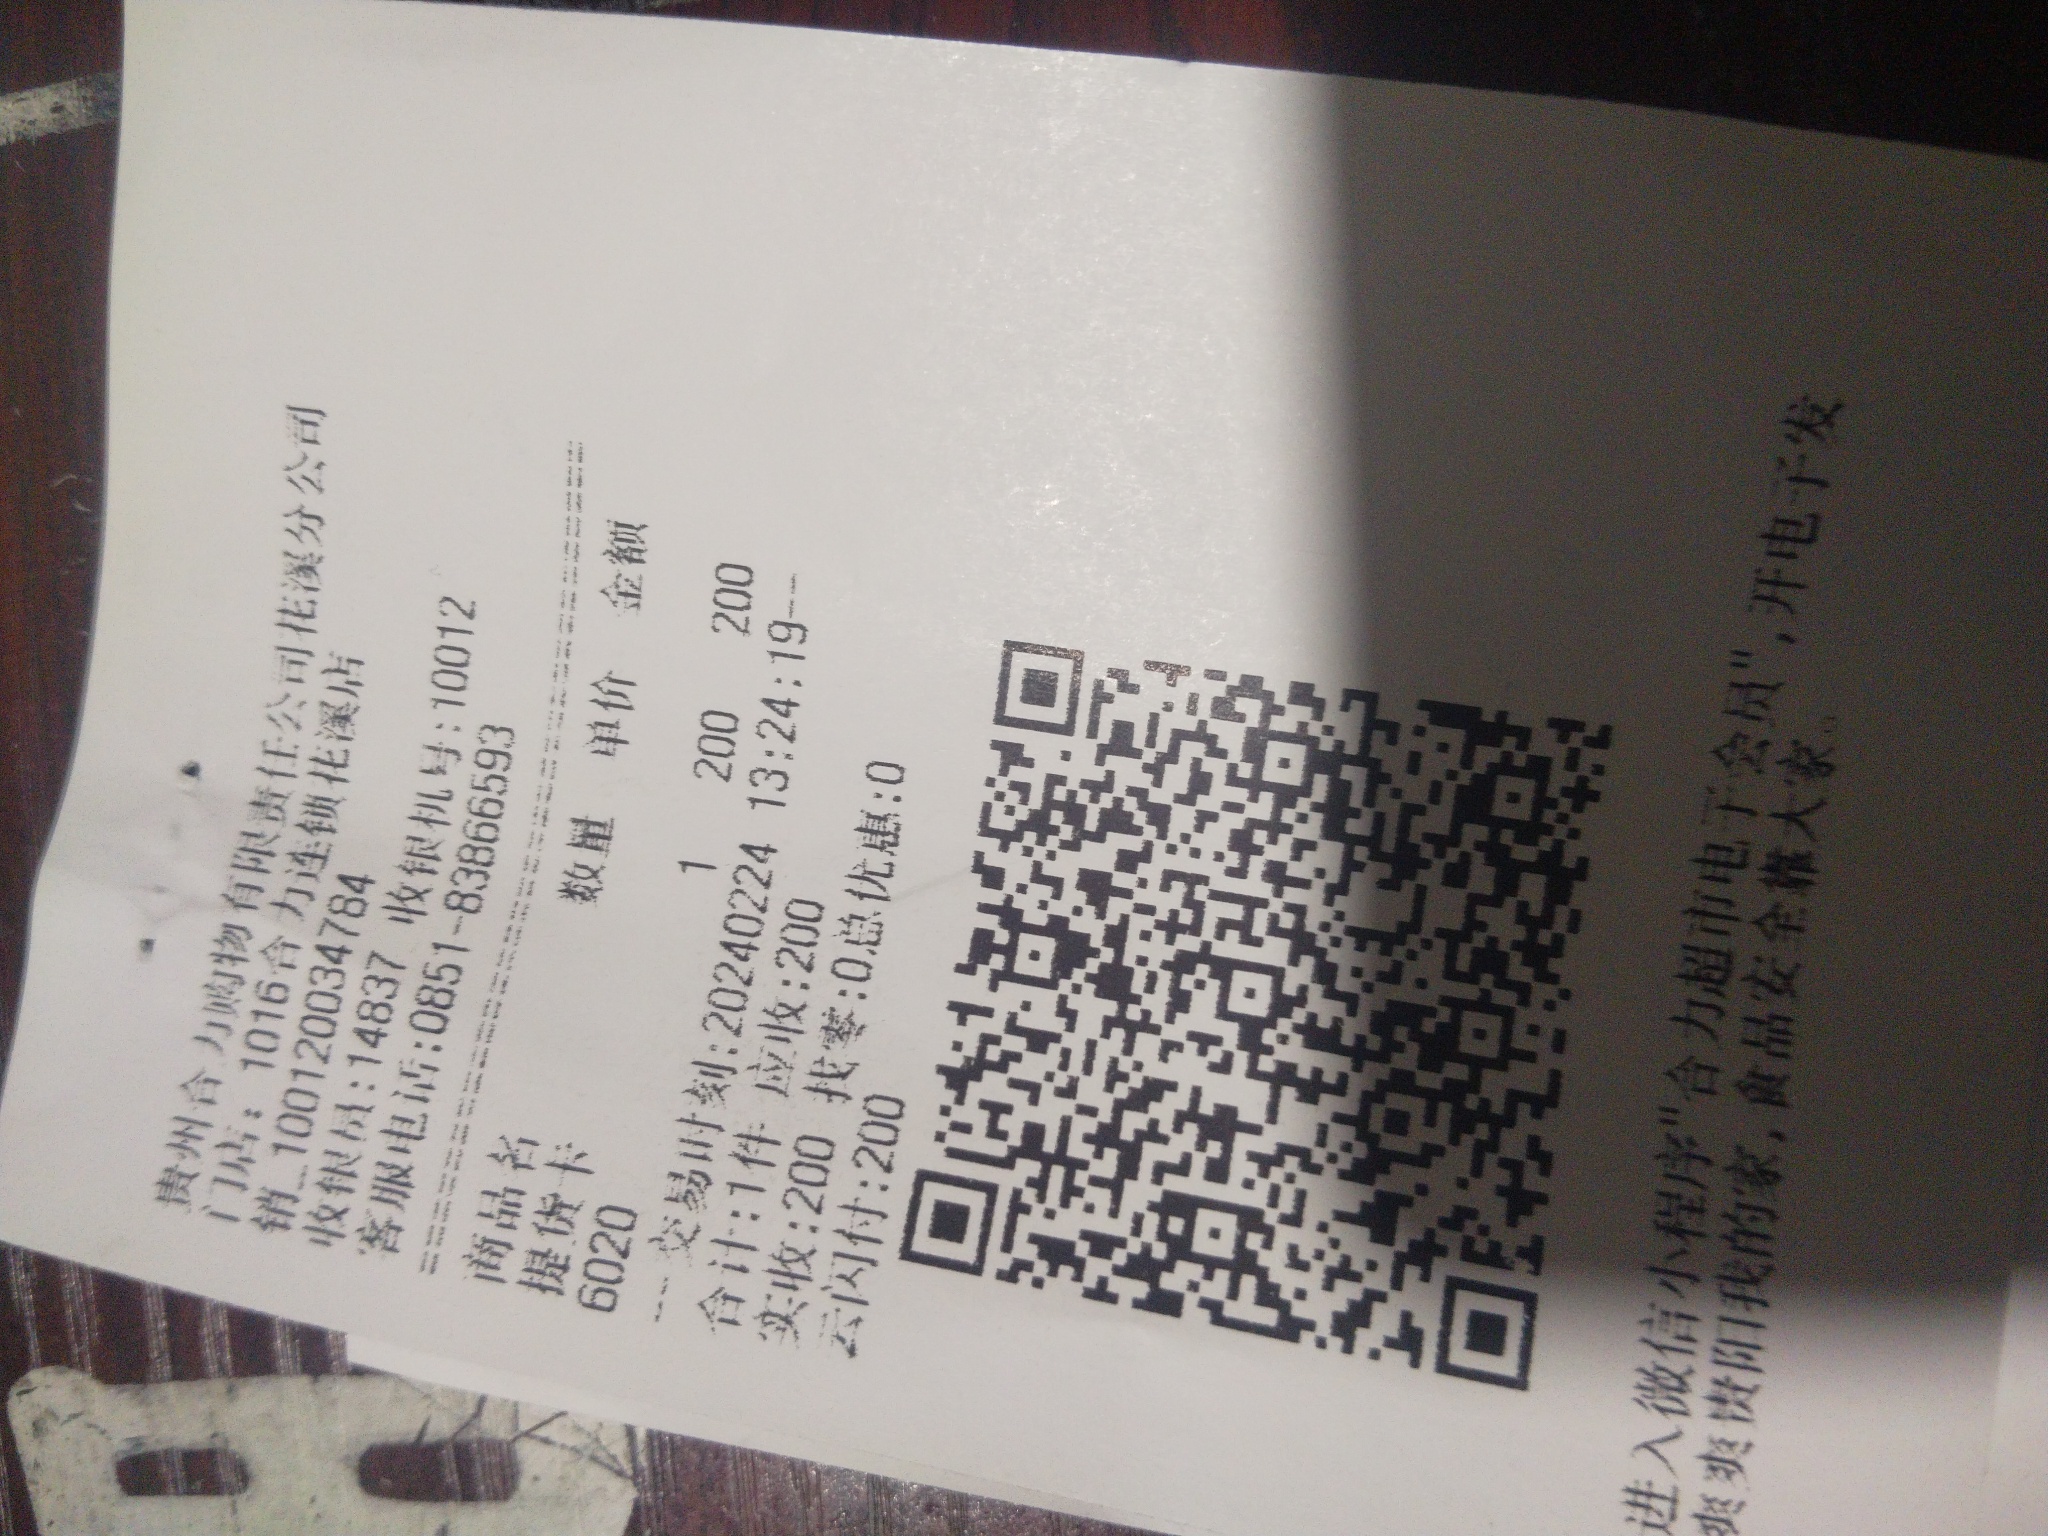 贵州合力购物有限责任公司花溪分公司
门店: 1016合力连锁花溪店
销_100120034784
收银员:14837 收银机号:10012
客服电话:0851-83866593
商品名 数量 单价 金额
提货卡
6020 1 200 200
交易时刻:20240224 13:24:19
合计:1件 应收:200
实收:200 找零:0总优惠:0
云闪付:200
进入微信小程序"合力超市电子会员",开电子发
爽爽贵阳我的家,食品安全靠大家。